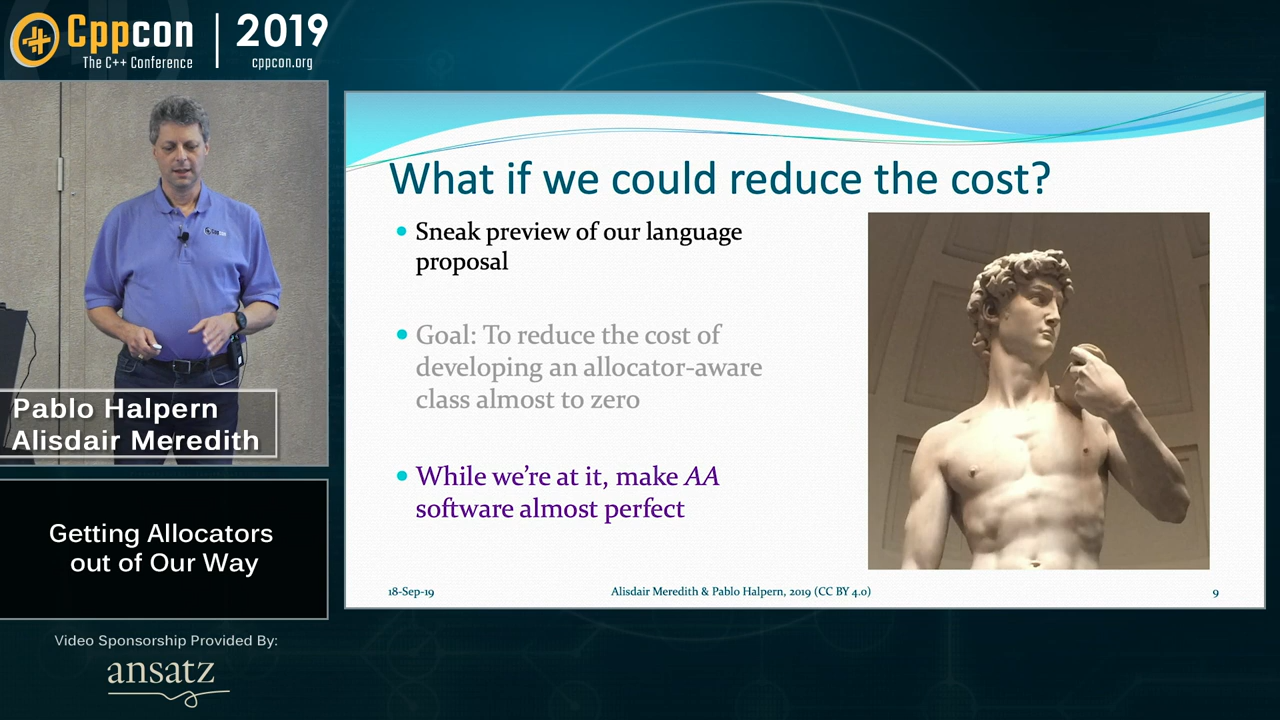 Cppcon
The C++ Conference
2019
cppcon.org
Pablo Halpern
Alisdair Meredith
Getting Allocators
out of Our Way
Video Sponsorship Provided By:
ansatz
What if we could reduce the cost?
• Sneak preview of our language
proposal
• Goal: To reduce the cost of
developing an allocator-aware
class almost to zero
• While we're at it, make AA
software almost perfect
18-Sep-19
Alisdair Meredith & Pablo Halpern, 2019 (CC BY 4.0)
9